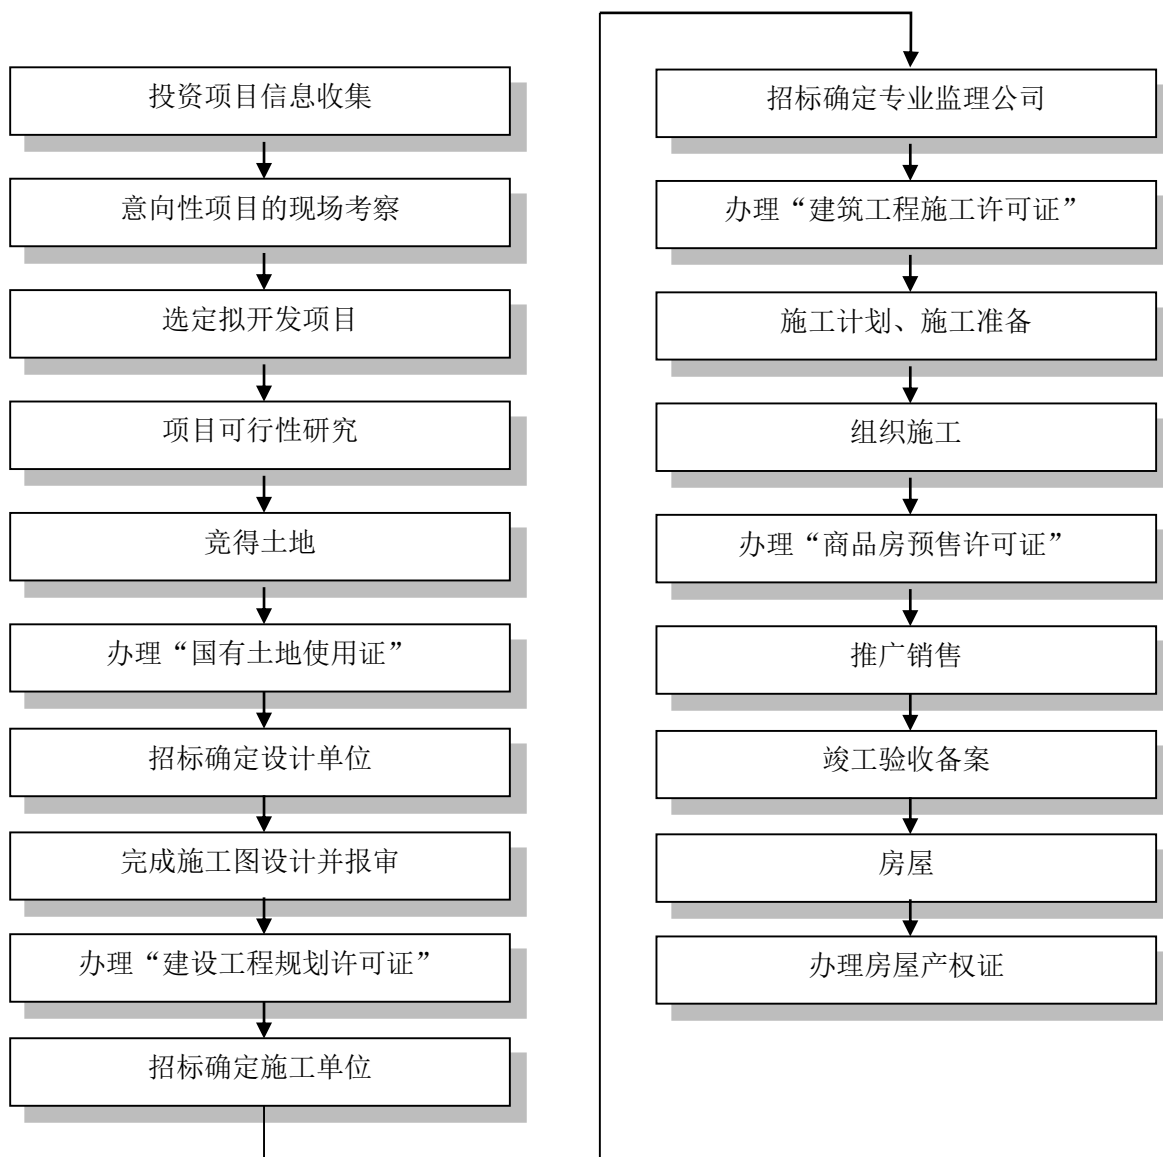 投资项目信息收集
意向性项目的现场考察
选定拟开发项目
项目可行性研究
竞得土地
办理“国有土地使用证”
招标确定设计单位
完成施工图设计并报审
办理“建设工程规划许可证”
招标确定施工单位
招标确定专业监理公司
办理“建筑工程施工许可证”
施工计划、施工准备
组织施工
办理“商品房预售许可证”
推广销售
竣工验收备案
房屋
办理房屋产权证